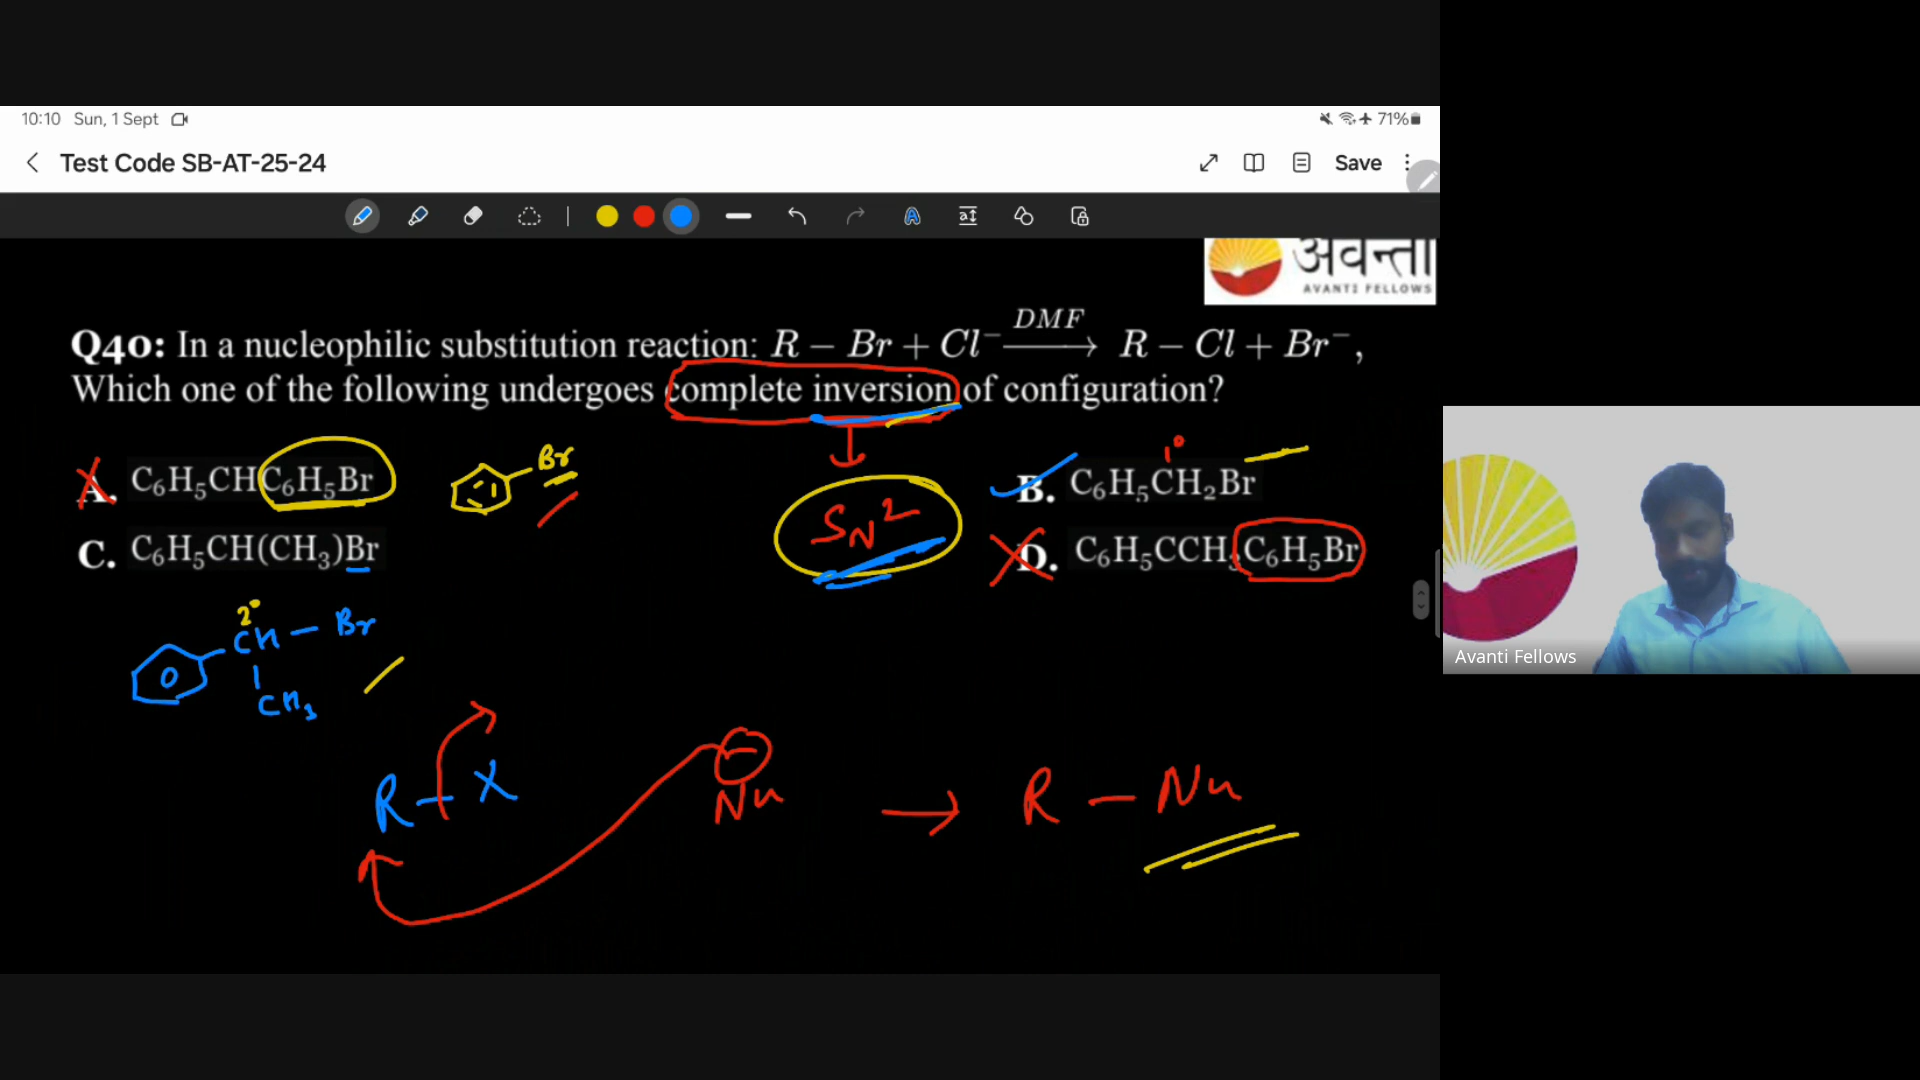 10:10 Sun, 1 Sept 71%
Test Code SB-AT-25-24
Save
अवन्ती
AVANTI FELLOWS
Q40: In a nucleophilic substitution reaction: R − Br + Cl⁻ DMF⟶ R − Cl + Br⁻,
Which one of the following undergoes complete inversion of configuration?
A. C₆H₅CHC₆H₅Br
Br
1°
B. C₆H₅CH₂Br
SN²
C. C₆H₅CH(CH₃)Br
D. C₆H₅CCH₃C₆H₅Br
2°
CH − Br
CH₃
R − X
⊖
Nu → R − Nu
Avanti Fellows